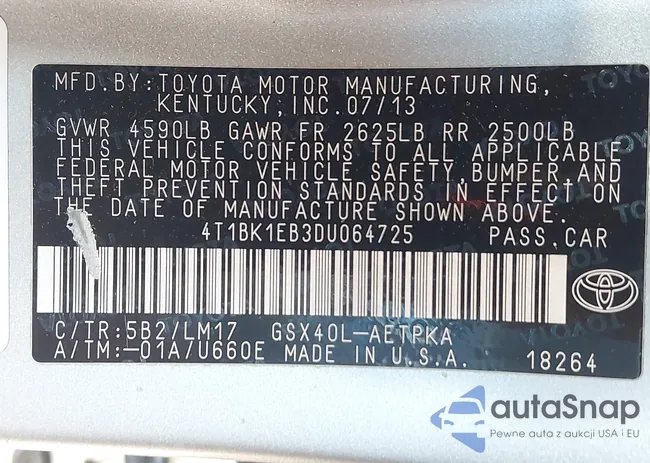 MFD.BY:TOYOTA MOTOR MANUFACTURING,
KENTUCKY,INC.07/13
GVWR 4590LB GAWR FR 2625LB RR 2500LB
THIS VEHICLE CONFORMS TO ALL APPLICABLE
FEDERAL MOTOR VEHICLE SAFETY,BUMPER,AND
THEFT PREVENTION STANDARDS IN EFFECT ON
THE DATE OF MANUFACTURE SHOWN ABOVE.
4T1BK1EB3DU064725 PASS.CAR
C/TR:5B2/LM17 GSX40L-AETPKA
A/TM:-01A/U660E MADE IN U.S.A. 18264
autaSnap
Pewne auta z aukcji USA i EU